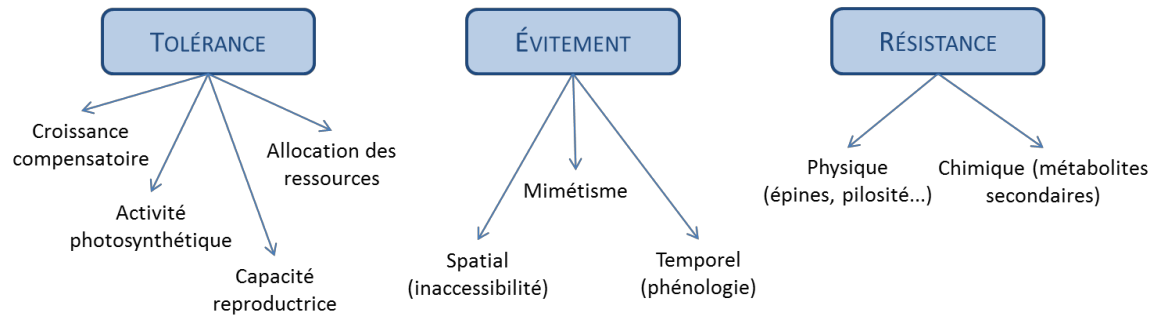 TOLÉRANCE
Croissance
compensatoire
Activité
photosynthétique
Capacité
reproductrice
Allocation des
ressources
ÉVITEMENT
Spatial
(inaccessibilité)
Mimétisme
Temporel
(phénologie)
RÉSISTANCE
Physique
(épines, pilosité...)
Chimique (métabolites
secondaires)